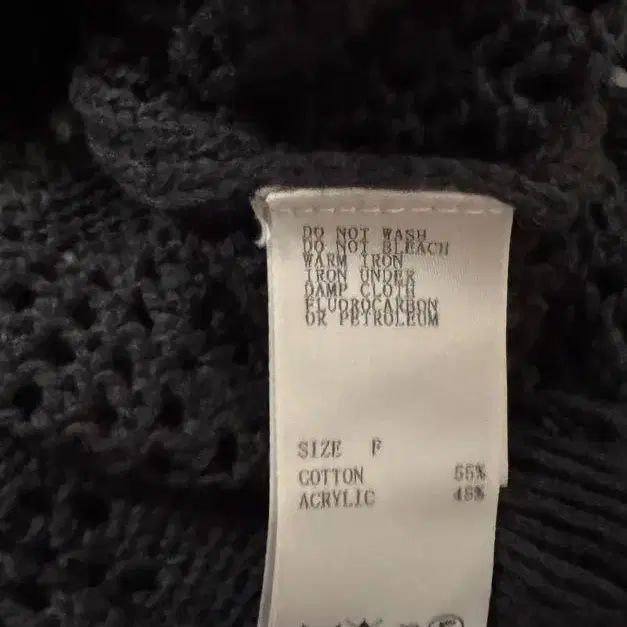 DO NOT WASH
DO NOT BLEACH
WARM IRON
IRON UNDER
DAMP CLOTH
FLUOROCARBON
OR PETROLEUM
SIZE F
COTTON 55%
ACRYLIC 45%